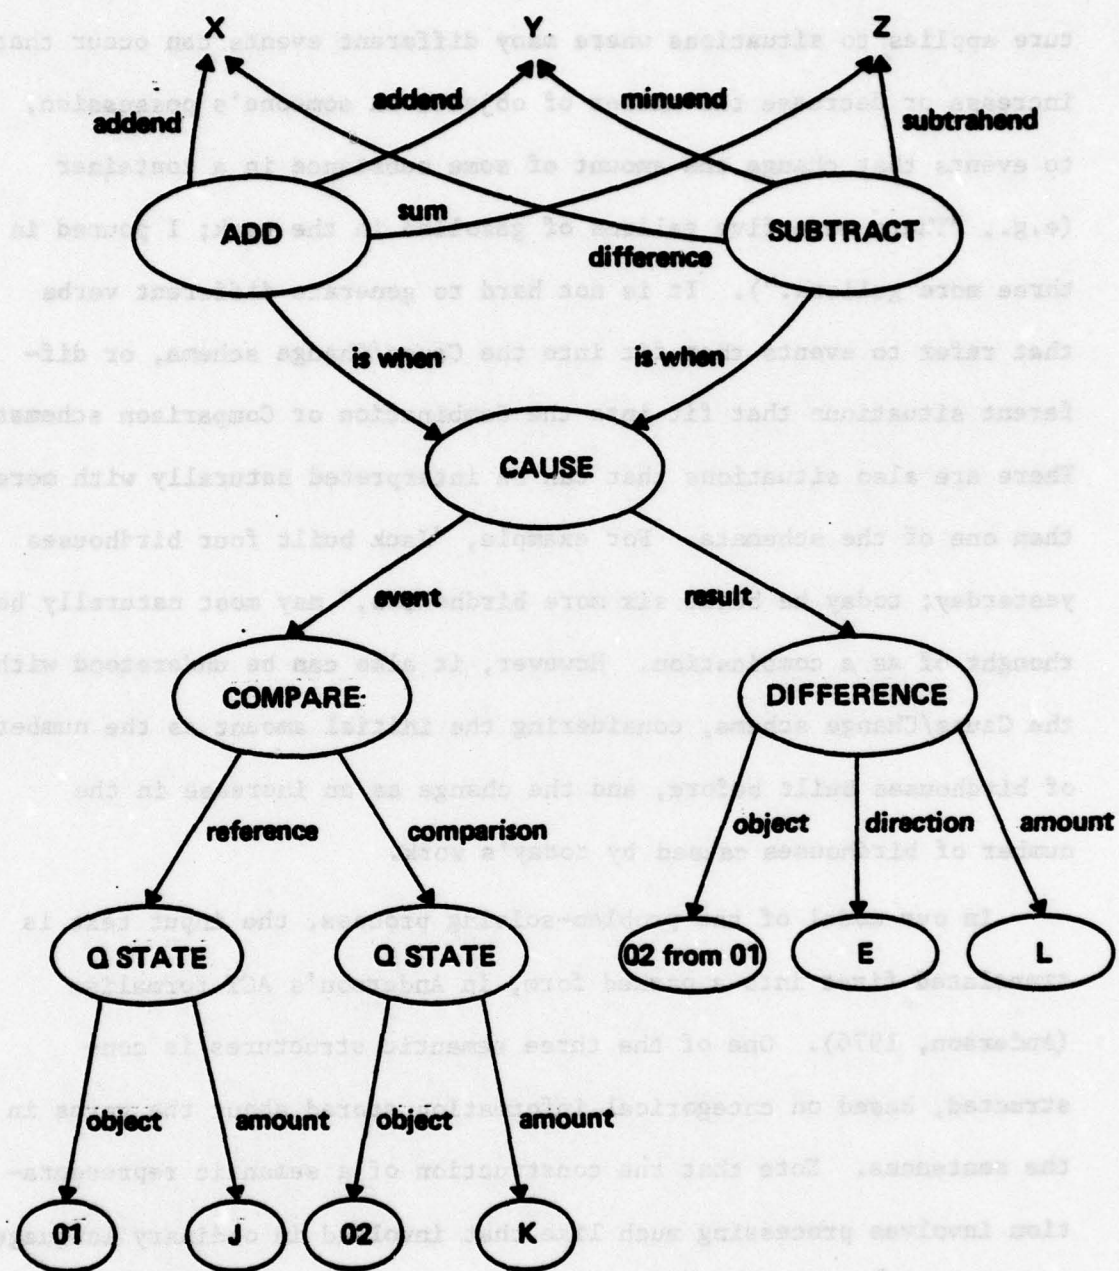 X Y Z
addend addend minuend subtrahend
ADD sum difference SUBTRACT
is when is when
CAUSE
event result
COMPARE DIFFERENCE
reference comparison object direction amount
Q STATE Q STATE 02 from 01 E L
object amount object amount
01 J 02 K